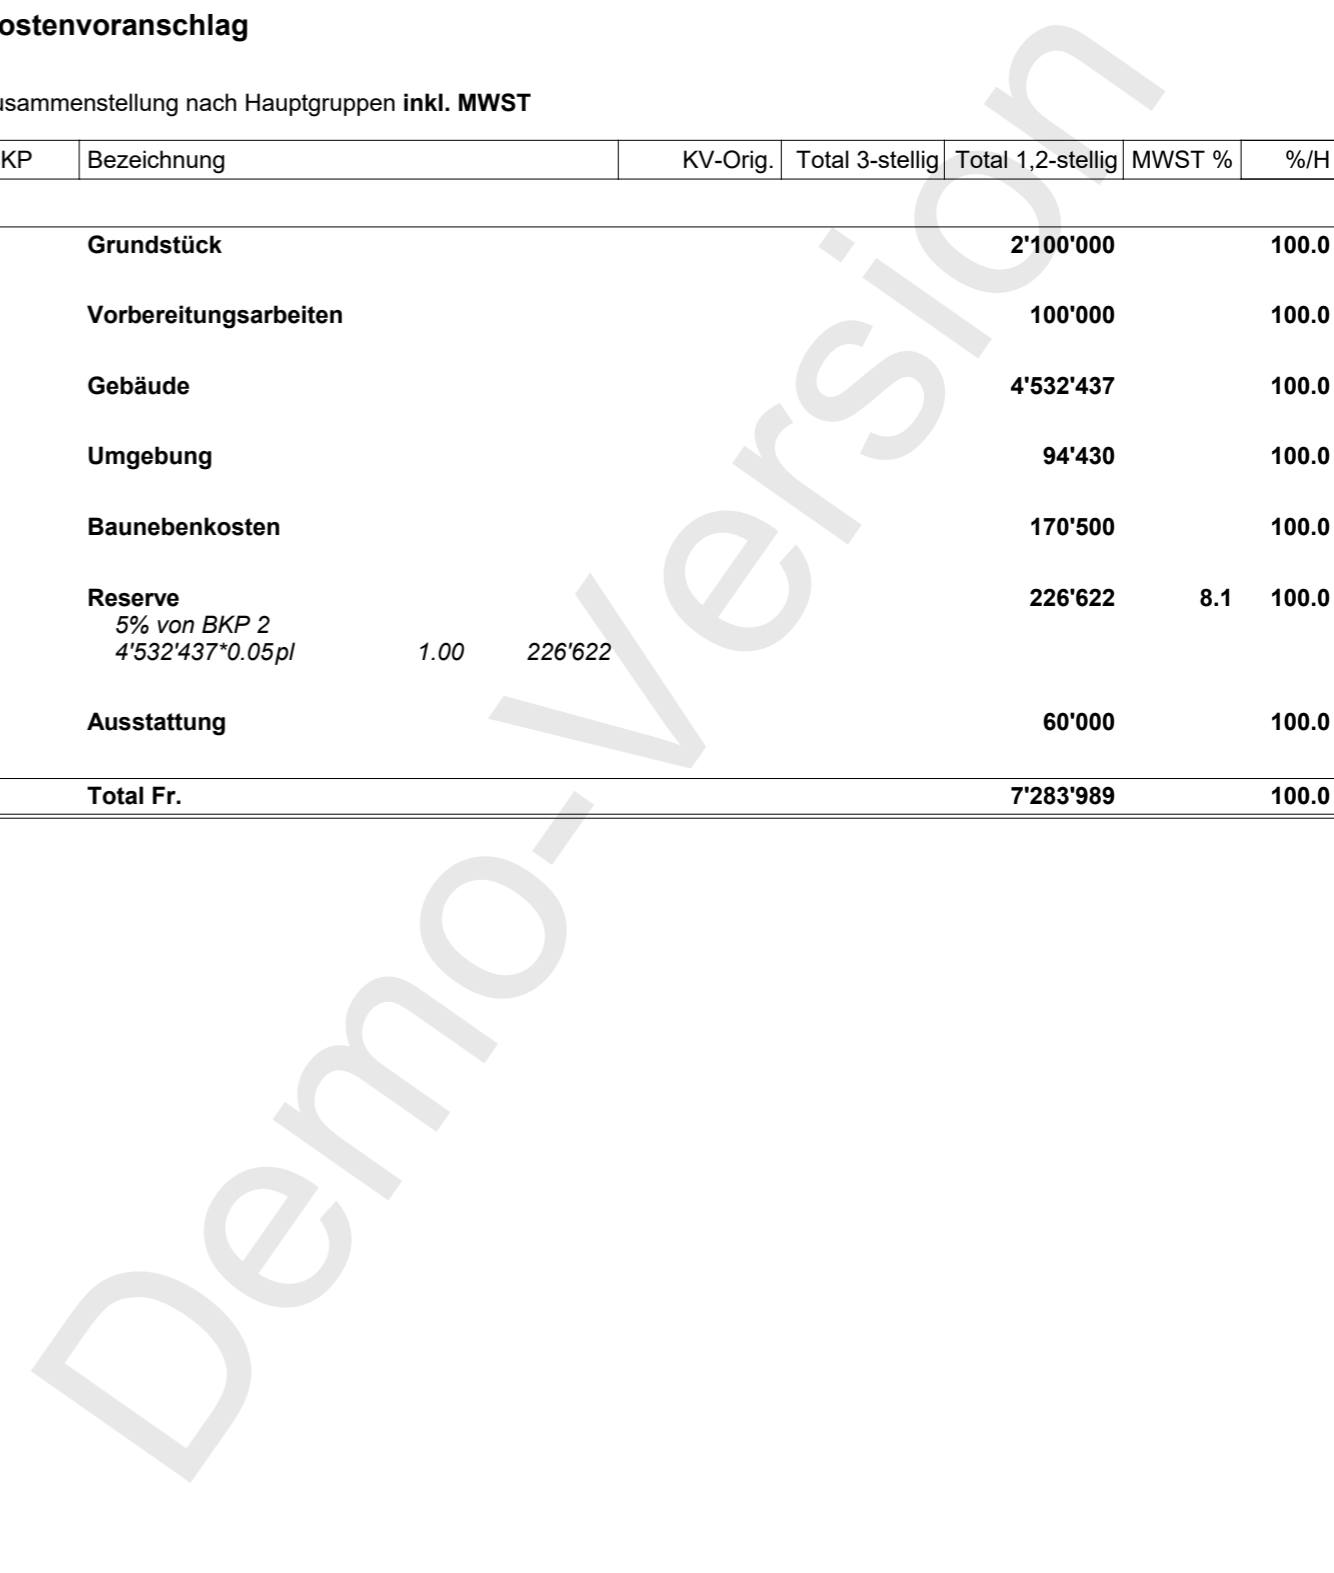 ostenvoranschlag
usammenstellung nach Hauptgruppen inkl. MWST
KP Bezeichnung KV-Orig. Total 3-stellig Total 1,2-stellig MWST % %/H
Grundstück 2'100'000 100.0
Vorbereitungsarbeiten 100'000 100.0
Gebäude 4'532'437 100.0
Umgebung 94'430 100.0
Baunebenkosten 170'500 100.0
Reserve 226'622 8.1 100.0
5% von BKP 2
4'532'437*0.05pl 1.00 226'622
Ausstattung 60'000 100.0
Total Fr. 7'283'989 100.0
Demo-Version